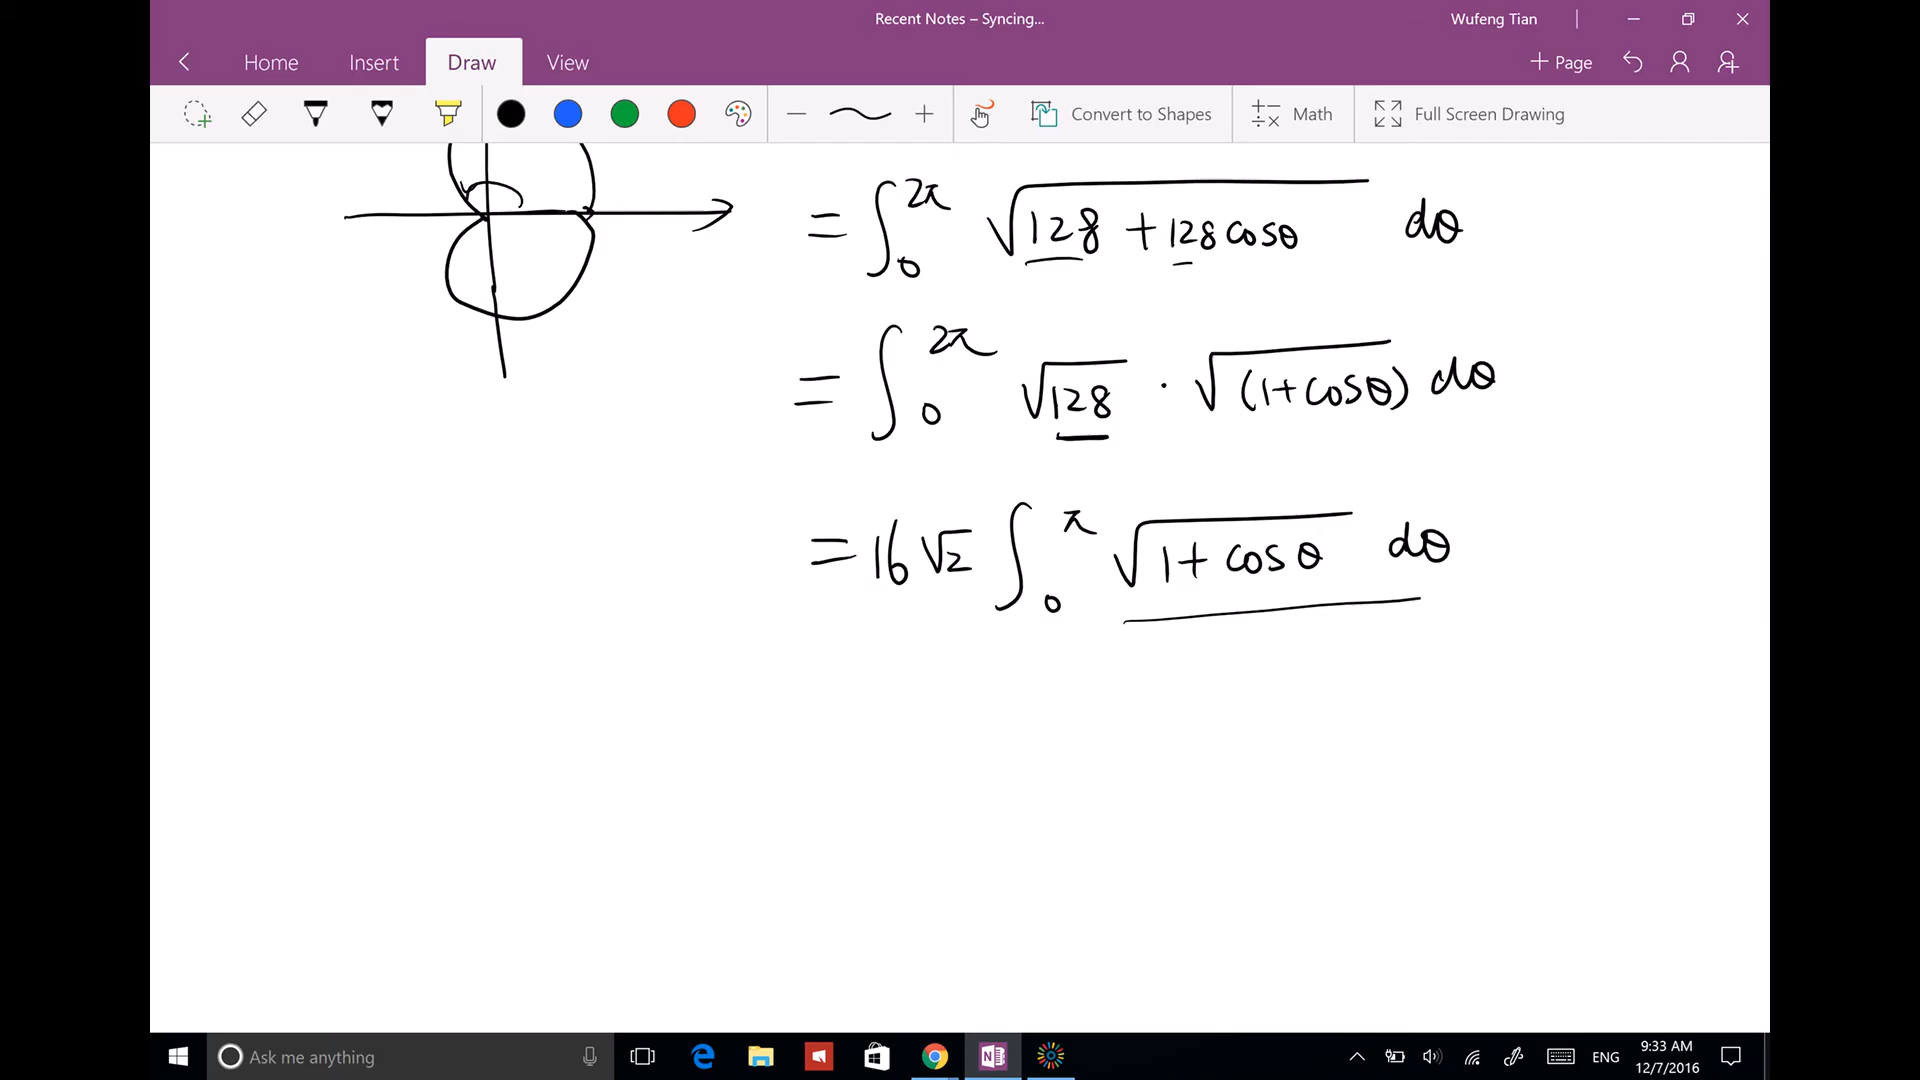 Recent Notes – Syncing...
Wufeng Tian
Home Insert Draw View
+ Page
Convert to Shapes
Math
Full Screen Drawing
= ∫₀^{2π} √(128 + 128 cosθ) dθ
= ∫₀^{2π} √128 · √(1+cosθ) dθ
= 16√2 ∫₀^{π} √(1 + cosθ) dθ
Ask me anything
ENG
9:33 AM
12/7/2016